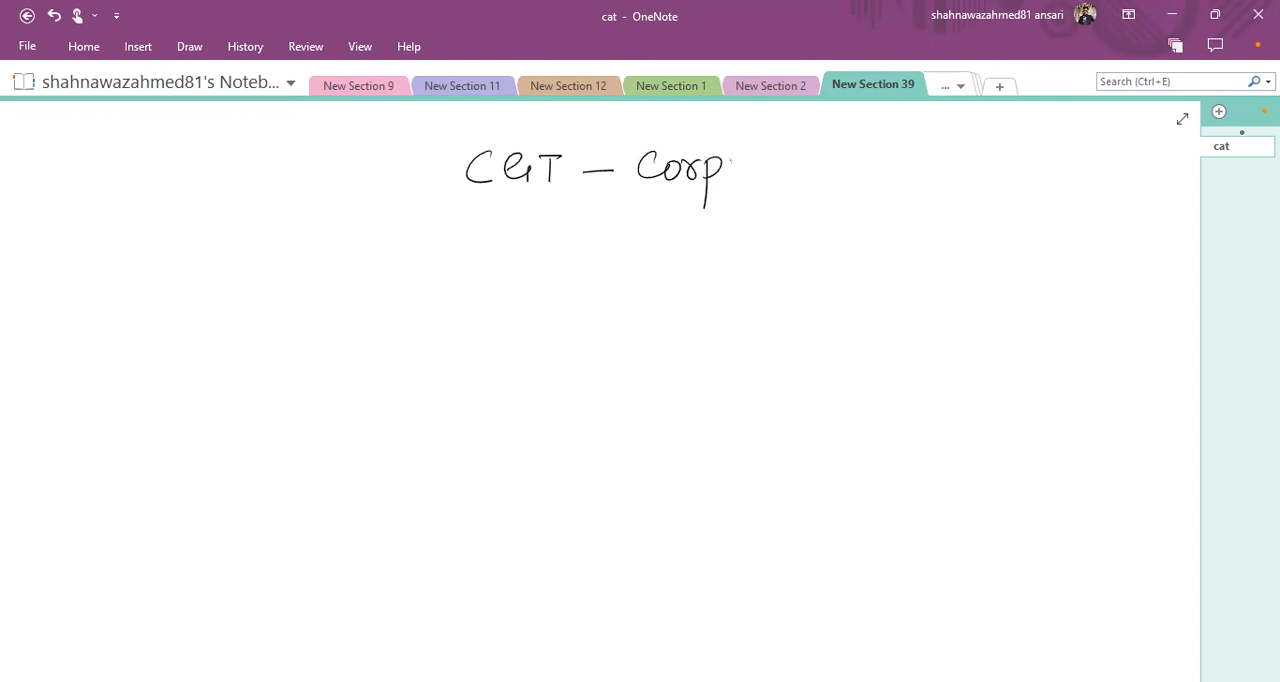 cat - OneNote
shahnawazahmed81 ansari
File Home Insert Draw History Review View Help
shahnawazahmed81's Noteb... New Section 9 New Section 11 New Section 12 New Section 1 New Section 2 New Section 39 ... +
Search (Ctrl+E)
cat
CGT - Corp